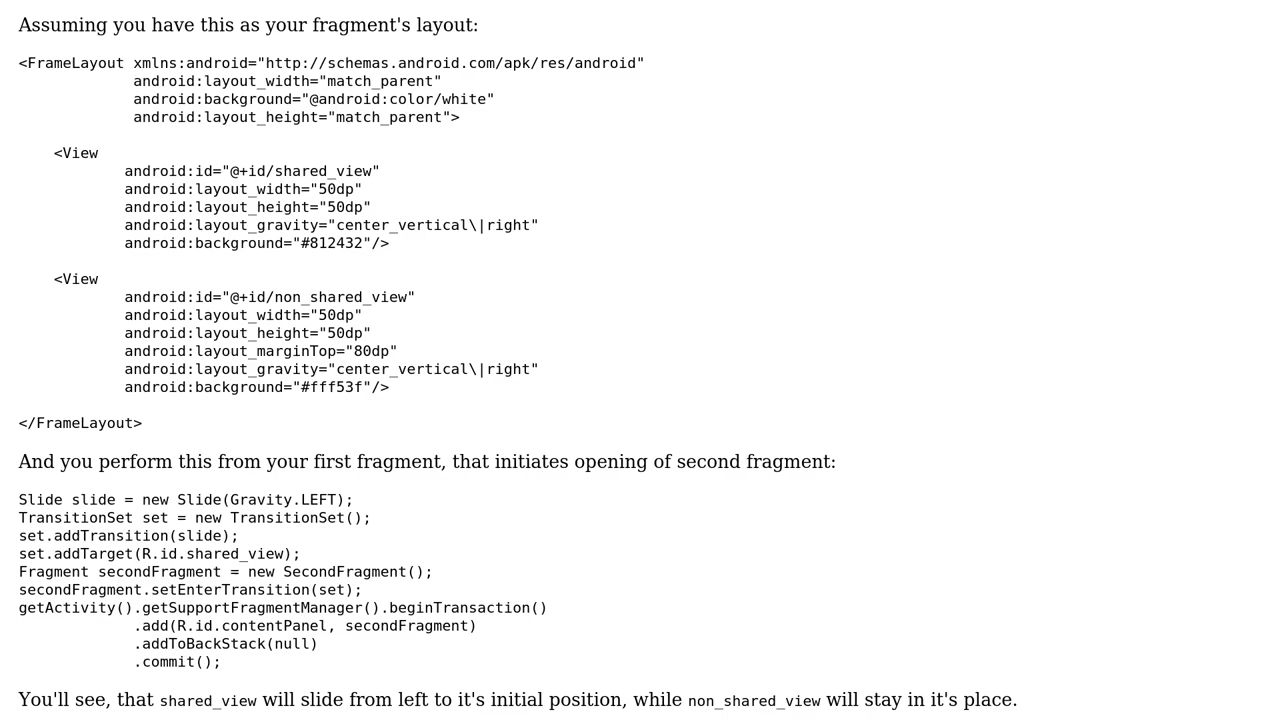 Assuming you have this as your fragment's layout:
<FrameLayout xmlns:android="http://schemas.android.com/apk/res/android"
             android:layout_width="match_parent"
             android:background="@android:color/white"
             android:layout_height="match_parent">
    <View
            android:id="@+id/shared_view"
            android:layout_width="50dp"
            android:layout_height="50dp"
            android:layout_gravity="center_vertical\|right"
            android:background="#812432"/>
    <View
            android:id="@+id/non_shared_view"
            android:layout_width="50dp"
            android:layout_height="50dp"
            android:layout_marginTop="80dp"
            android:layout_gravity="center_vertical\|right"
            android:background="#fff53f"/>
</FrameLayout>
And you perform this from your first fragment, that initiates opening of second fragment:
Slide slide = new Slide(Gravity.LEFT);
TransitionSet set = new TransitionSet();
set.addTransition(slide);
set.addTarget(R.id.shared_view);
Fragment secondFragment = new SecondFragment();
secondFragment.setEnterTransition(set);
getActivity().getSupportFragmentManager().beginTransaction()
             .add(R.id.contentPanel, secondFragment)
             .addToBackStack(null)
             .commit();
You'll see, that shared_view will slide from left to it's initial position, while non_shared_view will stay in it's place.